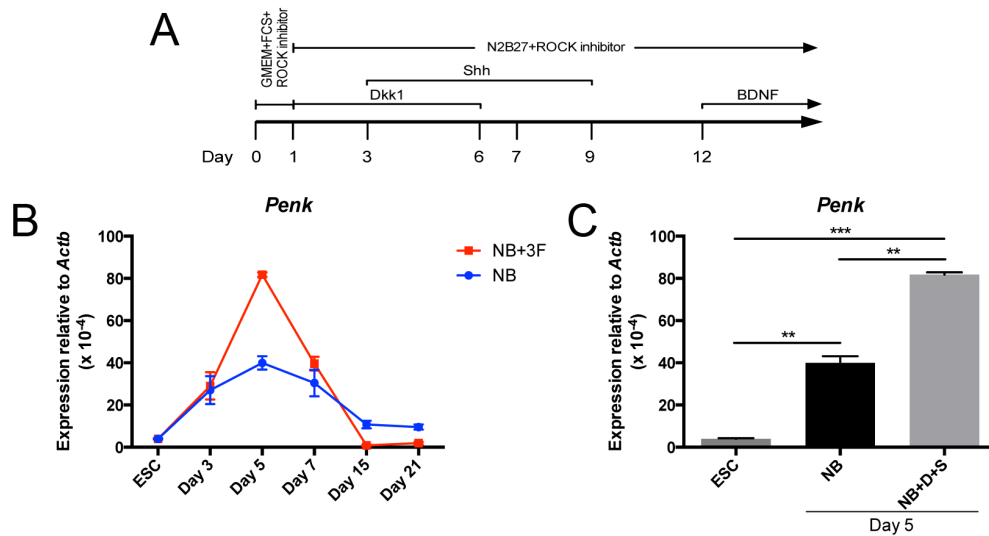 A
GMEM+FCS+
ROCK inhibitor
N2B27+ROCK inhibitor
Shh
Dkk1
BDNF
Day 0 1 3 6 7 9 12
B
Penk
Expression relative to Actb
(x 10-4)
100
80
60
40
20
0
ESC
Day 3
Day 5
Day 7
Day 15
Day 21
NB+3F
NB
C
Penk
Expression relative to Actb
(x 10-4)
100
80
60
40
20
0
***
**
**
ESC
NB
NB+D+S
Day 5